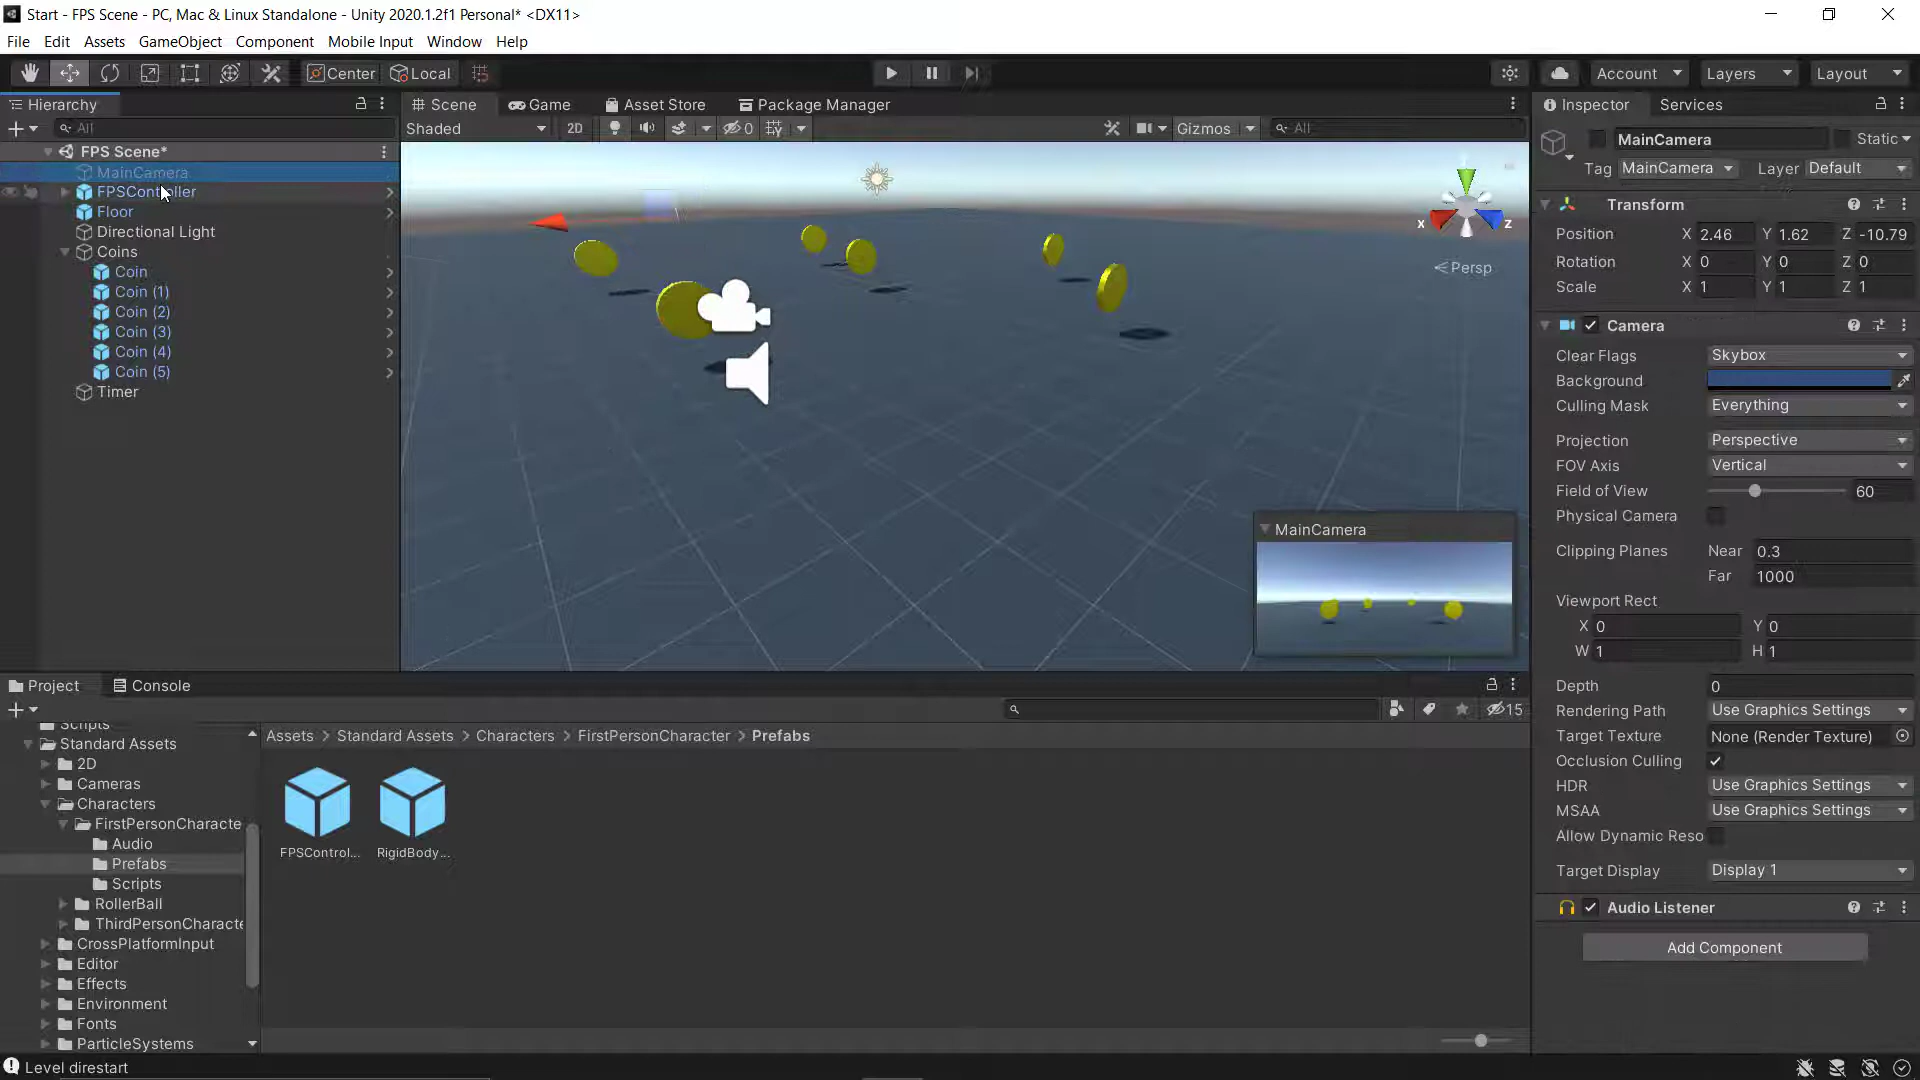 Start - FPS Scene - PC, Mac & Linux Standalone - Unity 2020.1.2f1 Personal* <DX11>
File Edit Assets GameObject Component Mobile Input Window Help
Center Local Account Layers Layout
Hierarchy
All
FPS Scene*
MainCamera
FPSController
Floor
Directional Light
Coins
Coin
Coin (1)
Coin (2)
Coin (3)
Coin (4)
Coin (5)
Timer
Scene Game Asset Store Package Manager
Shaded 2D 0 Gizmos All
x z
Persp
MainCamera
Inspector Services
MainCamera Static
Tag MainCamera Layer Default
Transform
Position X 2.46 Y 1.62 Z -10.79
Rotation X 0 Y 0 Z 0
Scale X 1 Y 1 Z 1
Camera
Clear Flags Skybox
Background
Culling Mask Everything
Projection Perspective
FOV Axis Vertical
Field of View 60
Physical Camera
Clipping Planes Near 0.3
Far 1000
Viewport Rect
X 0 Y 0
W 1 H 1
Depth 0
Rendering Path Use Graphics Settings
Target Texture None (Render Texture)
Occlusion Culling
HDR Use Graphics Settings
MSAA Use Graphics Settings
Allow Dynamic Reso
Target Display Display 1
Audio Listener
Add Component
Project Console
15
Scripts
Standard Assets
2D
Cameras
Characters
FirstPersonCharacte
Audio
Prefabs
Scripts
RollerBall
ThirdPersonCharacte
CrossPlatformInput
Editor
Effects
Environment
Fonts
ParticleSystems
Assets > Standard Assets > Characters > FirstPersonCharacter > Prefabs
FPSControl... RigidBody...
Level direstart